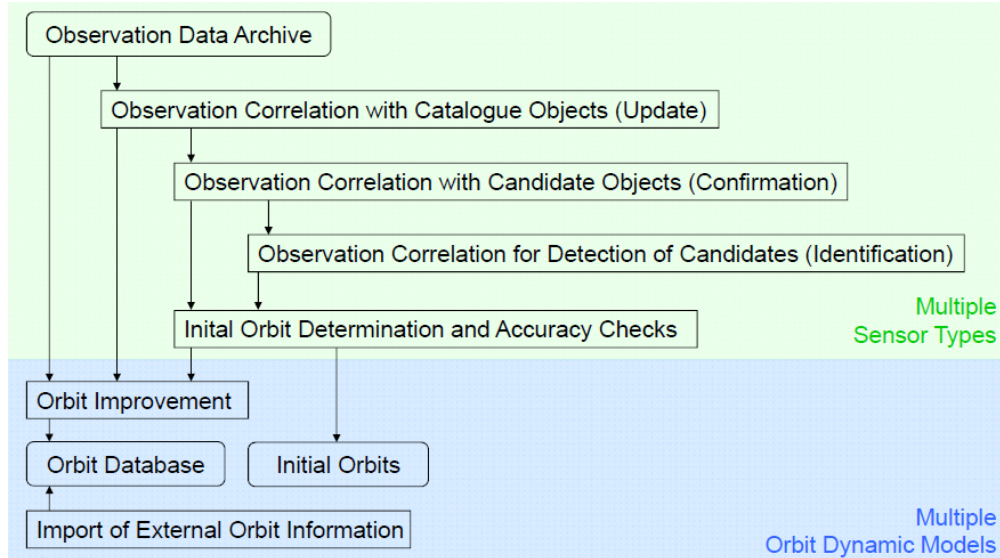 Observation Data Archive
Observation Correlation with Catalogue Objects (Update)
Observation Correlation with Candidate Objects (Confirmation)
Observation Correlation for Detection of Candidates (Identification)
Inital Orbit Determination and Accuracy Checks
Multiple
Sensor Types
Orbit Improvement
Orbit Database
Initial Orbits
Import of External Orbit Information
Multiple
Orbit Dynamic Models